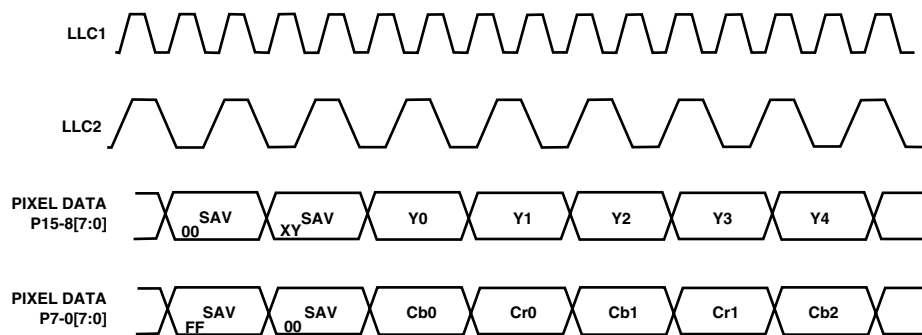 LLC1
LLC2
PIXEL DATA
P15-8[7:0]
SAV
00
SAV
XY
Y0
Y1
Y2
Y3
Y4
PIXEL DATA
P7-0[7:0]
SAV
FF
SAV
00
Cb0
Cr0
Cb1
Cr1
Cb2